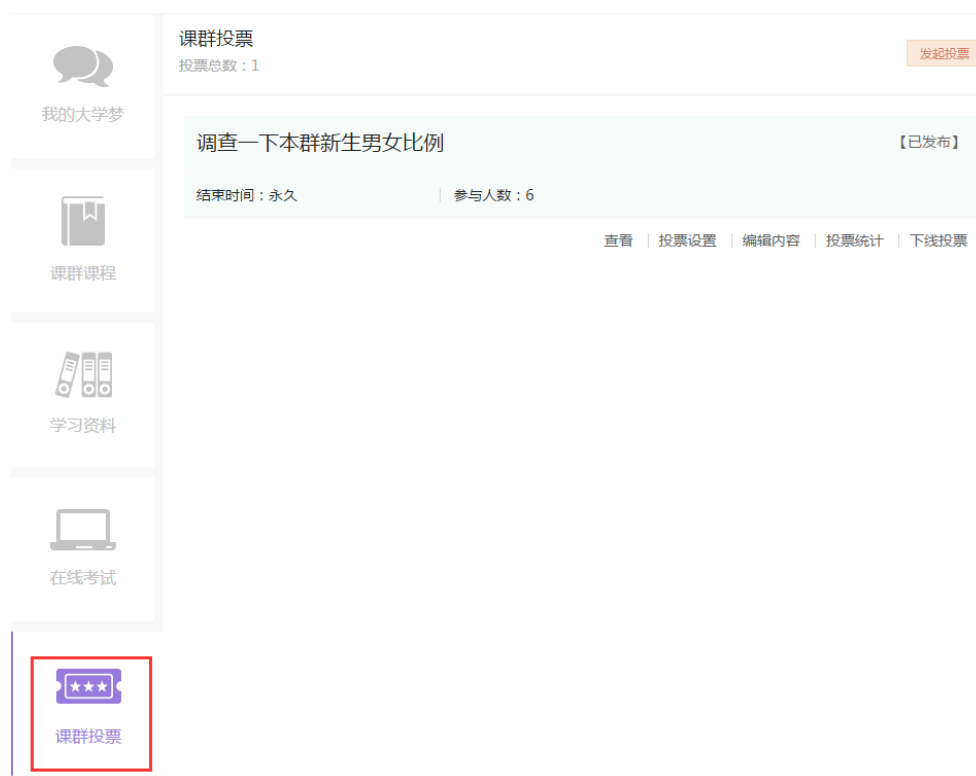 我的大学梦
课群课程
学习资料
在线考试
课群投票
课群投票
投票总数：1
发起投票
调查一下本群新生男女比例
【已发布】
结束时间：永久
参与人数：6
查看 投票设置 编辑内容 投票统计 下线投票